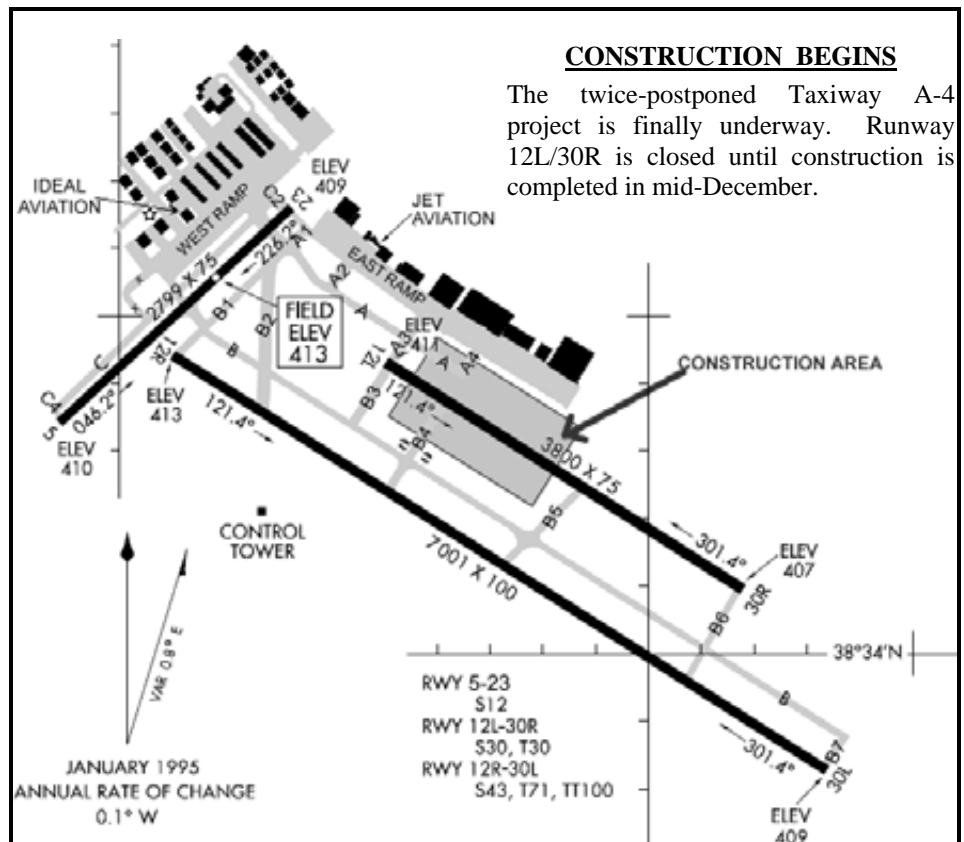 CONSTRUCTION BEGINS
The twice-postponed Taxiway A-4
project is finally underway. Runway
12L/30R is closed until construction is
completed in mid-December.
IDEAL
AVIATION
WEST RAMP
ELEV
409
C2
23
JET
AVIATION
EAST RAMP
A1
A2
A
226.2°
2799 X 75
B1
B2
FIELD
ELEV
413
ELEV
411
A3
A
A4
12L
CONSTRUCTION AREA
C
12R
B
B3
121.4°
C4
5
046.2°
ELEV
413
ELEV
410
121.4°
B4
3800 X 75
B5
CONTROL
TOWER
7001 X 100
301.4°
ELEV
407
30R
B6
38°34'N
VAR 0.8° E
RWY 5-23
S12
RWY 12L-30R
S30, T30
RWY 12R-30L
S43, T71, TT100
B
B7
30L
301.4°
ELEV
409
JANUARY 1995
ANNUAL RATE OF CHANGE
0.1° W